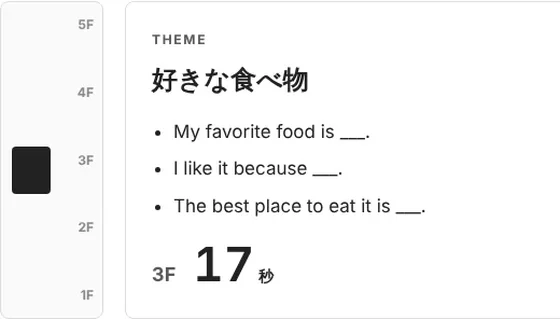 5F
4F
3F
2F
1F
THEME
好きな食べ物
• My favorite food is ___.
• I like it because ___.
• The best place to eat it is ___.
3F 17 秒